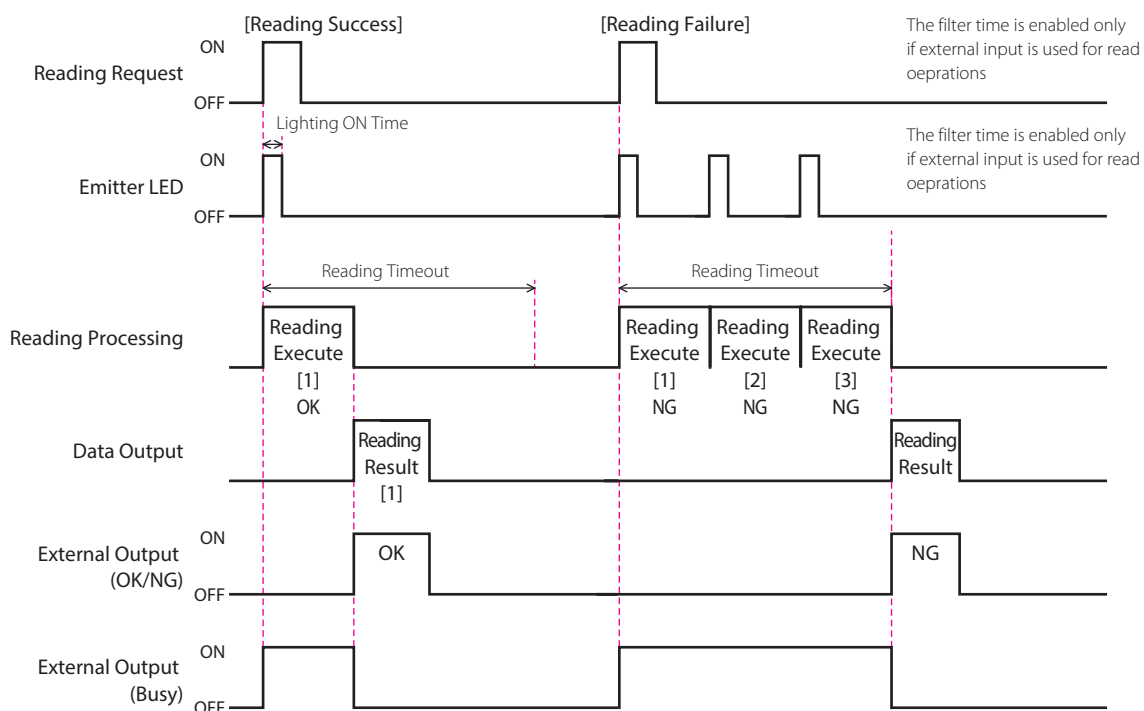 [Reading Success]
[Reading Failure]
The filter time is enabled only
if external input is used for read
oeprations
ON
Reading Request
OFF
Lighting ON Time
The filter time is enabled only
if external input is used for read
oeprations
ON
Emitter LED
OFF
Reading Timeout
Reading Timeout
Reading Processing
Reading
Execute
[1]
OK
Reading
Execute
[1]
NG
Reading
Execute
[2]
NG
Reading
Execute
[3]
NG
Data Output
Reading
Result
[1]
Reading
Result
ON
External Output
(OK/NG)
OFF
OK
NG
ON
External Output
(Busy)
OFF